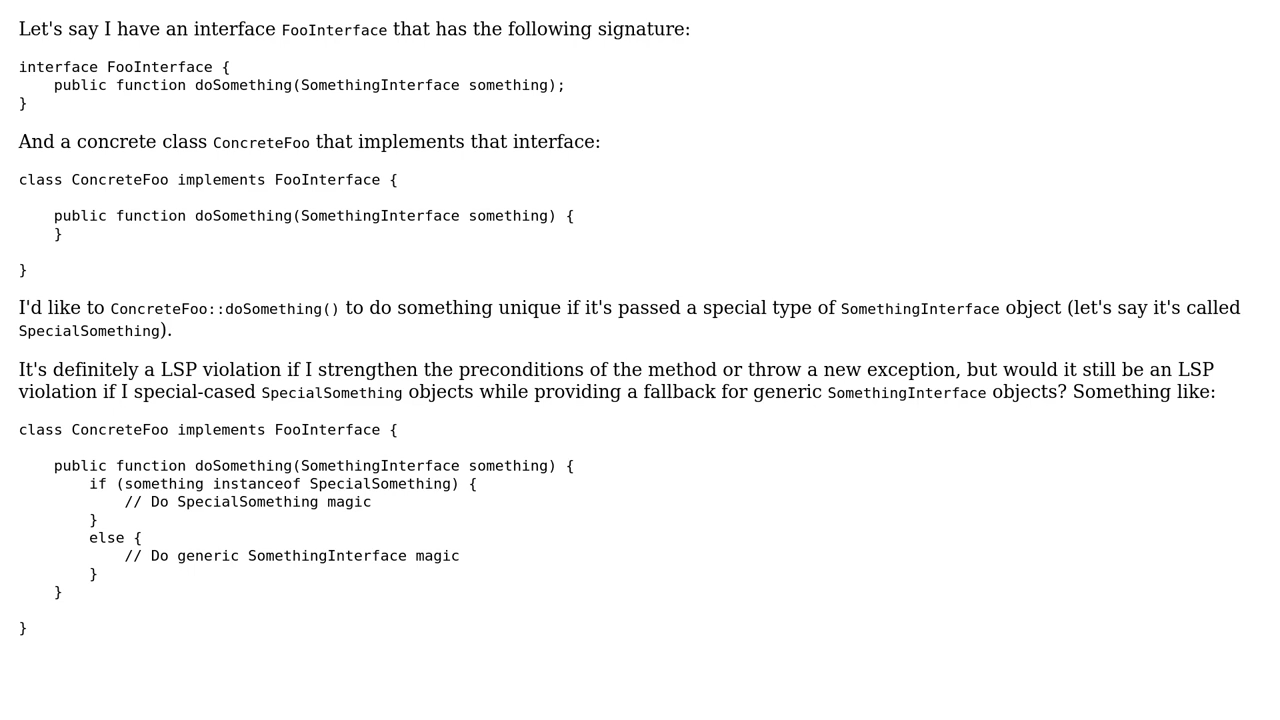 Let's say I have an interface FooInterface that has the following signature:
interface FooInterface {
    public function doSomething(SomethingInterface something);
}
And a concrete class ConcreteFoo that implements that interface:
class ConcreteFoo implements FooInterface {
    public function doSomething(SomethingInterface something) {
    }
}
I'd like to ConcreteFoo::doSomething() to do something unique if it's passed a special type of SomethingInterface object (let's say it's called
SpecialSomething).
It's definitely a LSP violation if I strengthen the preconditions of the method or throw a new exception, but would it still be an LSP
violation if I special-cased SpecialSomething objects while providing a fallback for generic SomethingInterface objects? Something like:
class ConcreteFoo implements FooInterface {
    public function doSomething(SomethingInterface something) {
        if (something instanceof SpecialSomething) {
            // Do SpecialSomething magic
        }
        else {
            // Do generic SomethingInterface magic
        }
    }
}